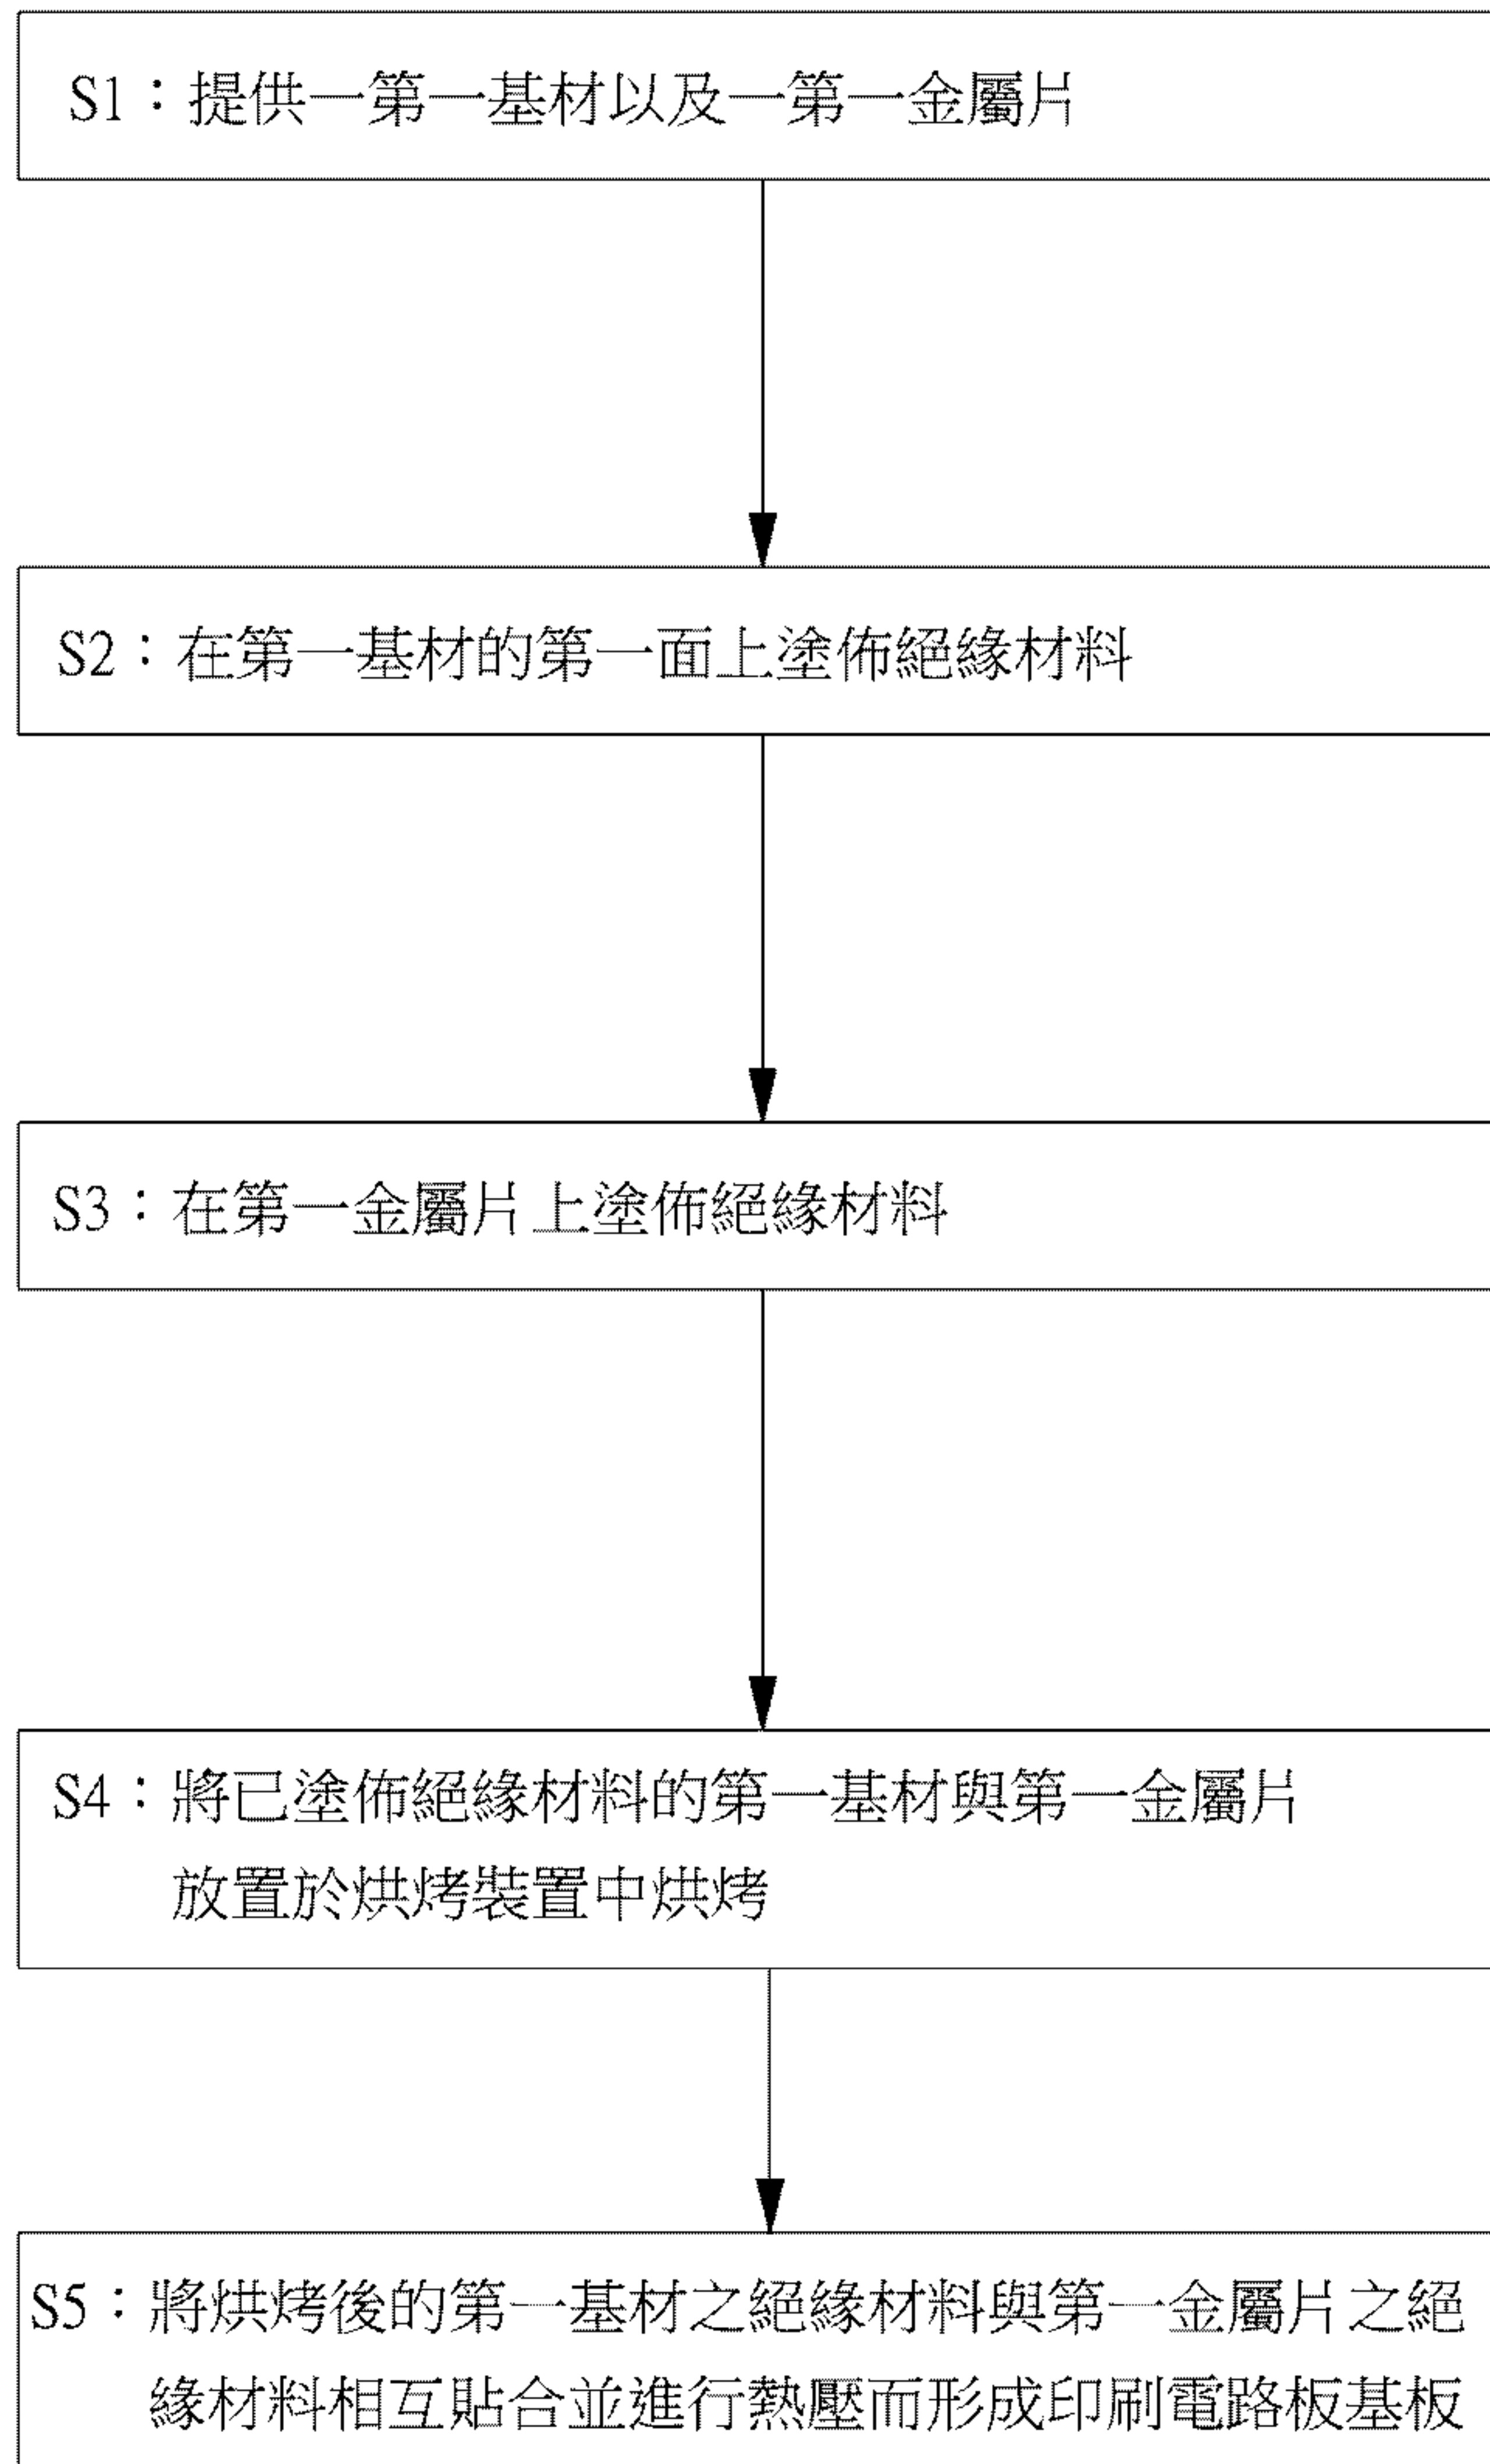 S1：提供一第一基材以及一第一金屬片
S2：在第一基材的第一面上塗佈絕緣材料
S3：在第一金屬片上塗佈絕緣材料
S4：將已塗佈絕緣材料的第一基材與第一金屬片
放置於烘烤裝置中烘烤
S5：將烘烤後的第一基材之絕緣材料與第一金屬片之絕
緣材料相互貼合並進行熱壓而形成印刷電路板基板